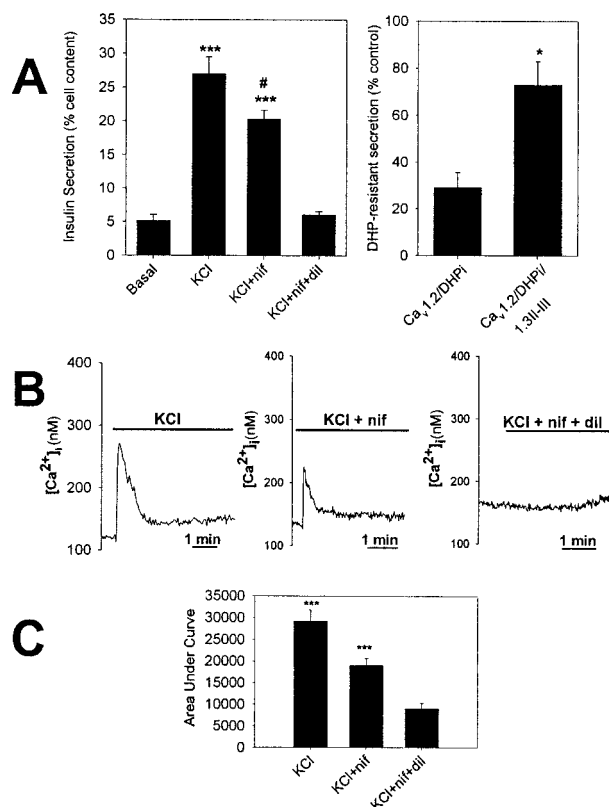 A
Insulin Secretion (% cell content)
35
30
25
20
15
10
5
0
***
#
***
Basal
KCl
KCl+nif
KCl+nif+dil
DHP-resistant secretion (% control)
100
80
60
40
20
0
*
Cav1.2/DHPi
Cav1.2/DHPi/
1.3II-III
B
[Ca2+]i(nM)
400
300
200
100
KCl
1 min
[Ca2+]i(nM)
400
300
200
100
KCl + nif
1 min
[Ca2+]i(nM)
400
300
200
100
KCl + nif + dil
1 min
C
Area Under Curve
35000
30000
25000
20000
15000
10000
5000
0
***
***
KCl
KCl+nif
KCl+nif+dil